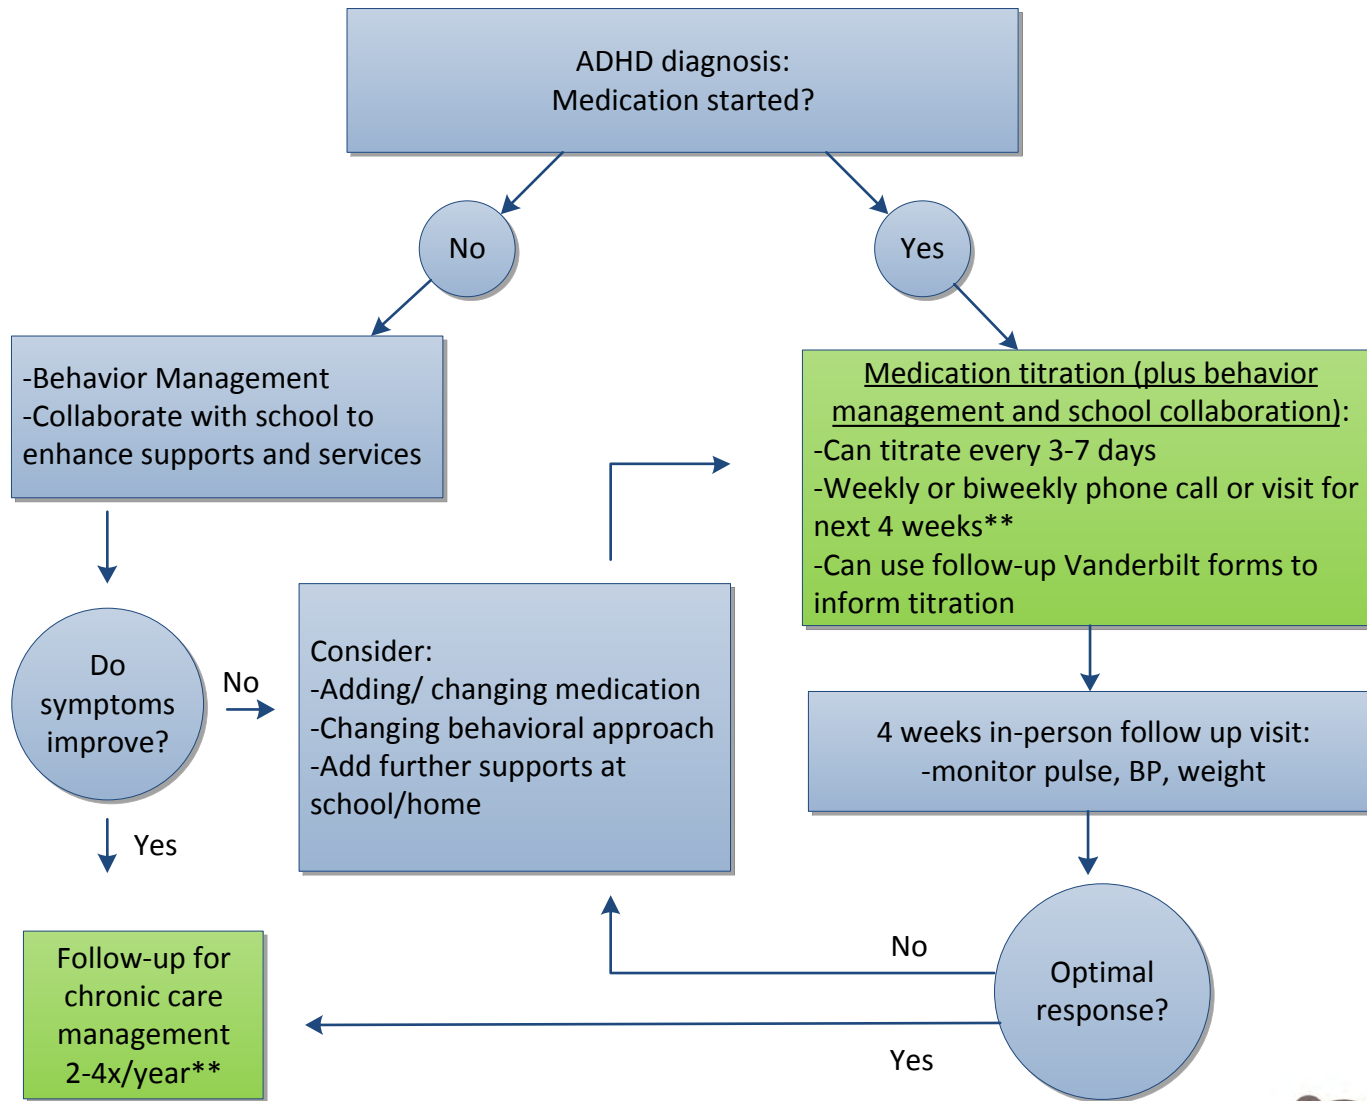 ADHD diagnosis:
Medication started?
No
Yes
-Behavior Management
-Collaborate with school to
enhance supports and services
Medication titration (plus behavior
management and school collaboration):
-Can titrate every 3-7 days
-Weekly or biweekly phone call or visit for
next 4 weeks**
-Can use follow-up Vanderbilt forms to
inform titration
Do
symptoms
improve?
No
Yes
Consider:
-Adding/ changing medication
-Changing behavioral approach
-Add further supports at
school/home
4 weeks in-person follow up visit:
-monitor pulse, BP, weight
Optimal
response?
No
Yes
Follow-up for
chronic care
management
2-4x/year**